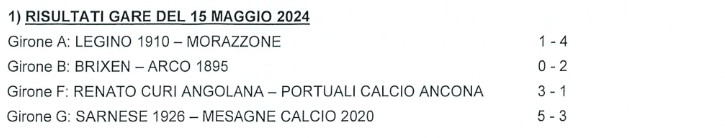 1) RISULTATI GARE DEL 15 MAGGIO 2024
Girone A: LEGINO 1910 – MORAZZONE 1 - 4
Girone B: BRIXEN – ARCO 1895 0 - 2
Girone F: RENATO CURI ANGOLANA – PORTUALI CALCIO ANCONA 3 - 1
Girone G: SARNESE 1926 – MESAGNE CALCIO 2020 5 - 3